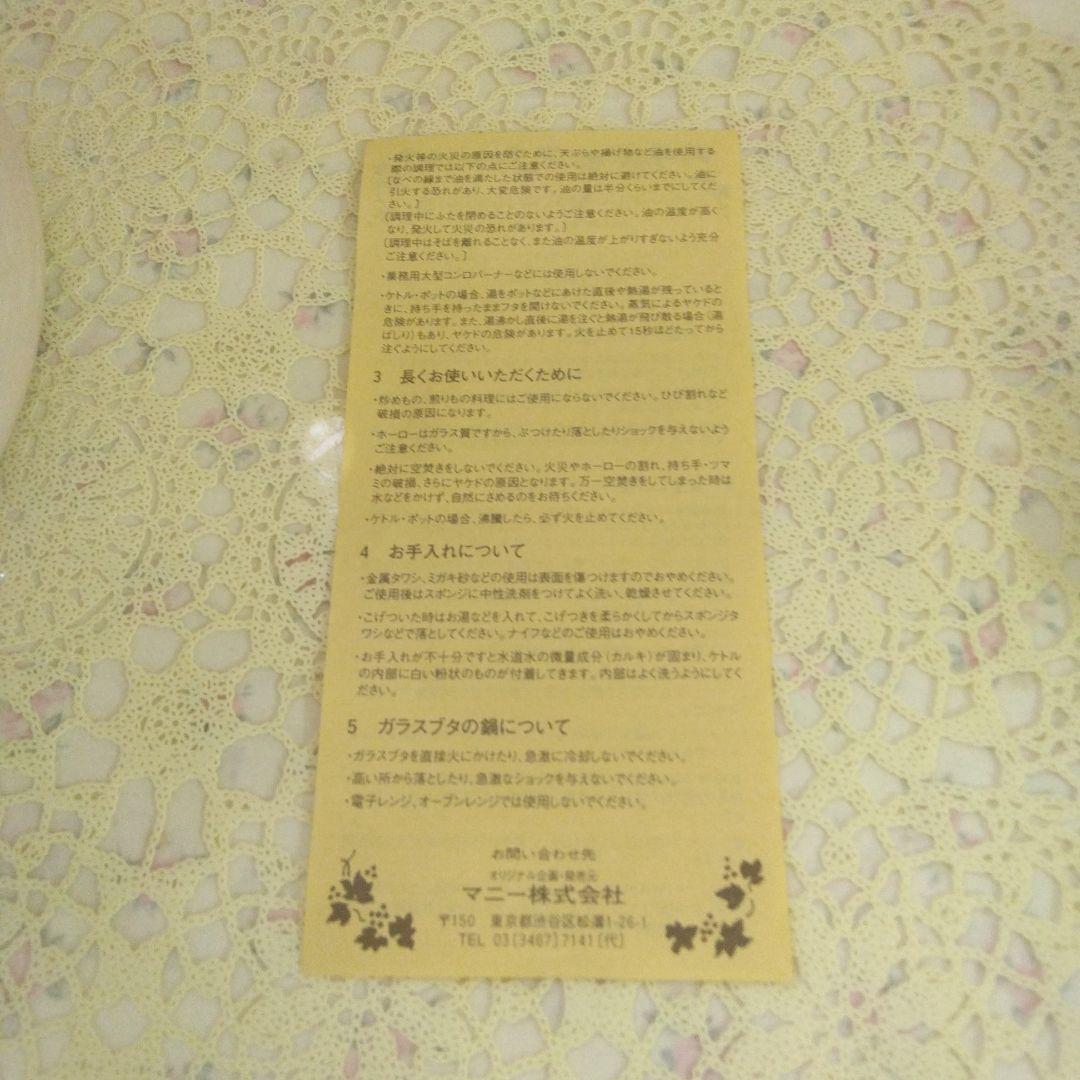 ・発火等の火災の原因を防ぐために、天ぷらや揚げ物など油を使用する
際の調理では以下の点にご注意ください。
[なべの縁まで油を満たした状態での使用は絶対に避けてください。油に
引火する恐れがあり、大変危険です。油の量は半分くらいまでにしてくだ
さい。]
[調理中にふたを閉めることのないようご注意ください。油の温度が高く
なり、発火して火災の恐れがあります。]
[調理中はそばを離れることなく、また油の温度が上がりすぎないよう充分
ご注意ください。]
・業務用大型コンロバーナーなどには使用しないでください。
・ケトル・ポットの場合、湯をポットなどにあけた直後や熱湯が残っていると
きに、持ち手を持ったままフタを開けないでください。蒸気によるヤケドの
危険があります。また、湯沸かし直後に湯を注ぐと熱湯が飛び散る場合(湯
ばしり)もあり、ヤケドの危険があります。火を止めて15秒ほどたってから
注ぐようにしてください。
3 長くお使いいただくために
・炒めもの、煎りもの料理にはご使用にならないでください。ひび割れなど
破損の原因になります。
・ホーローはガラス質ですから、ぶつけたり落としたりショックを与えないよう
ご注意ください。
・絶対に空焚きをしないでください。火災やホーローの割れ、持ち手・ツマ
ミの破損、さらにヤケドの原因となります。万一空焚きをしてしまった時は
水などをかけず、自然にさめるのをお待ちください。
・ケトル・ポットの場合、沸騰したら、必ず火を止めてください。
4 お手入れについて
・金属タワシ、ミガキ砂などの使用は表面を傷つけますのでおやめください。
ご使用後はスポンジに中性洗剤をつけてよく洗い、乾燥させてください。
・こげついた時はお湯などを入れて、こげつきを柔らかくしてからスポンジタ
ワシなどで落としてください。ナイフなどのご使用はおやめください。
・お手入れが不十分ですと水道水の微量成分(カルキ)が固まり、ケトル
の内部に白い粉状のものが付着してきます。内部はよく洗うようにしてく
ださい。
5 ガラスブタの鍋について
・ガラスブタを直接火にかけたり、急激に冷却しないでください。
・高い所から落としたり、急激なショックを与えないでください。
・電子レンジ、オーブンレンジでは使用しないでください。
お問い合わせ先
オリジナル企画・発売元
マニー株式会社
〒150 東京都渋谷区松濤1-26-1
TEL 03[3467]7141[代]